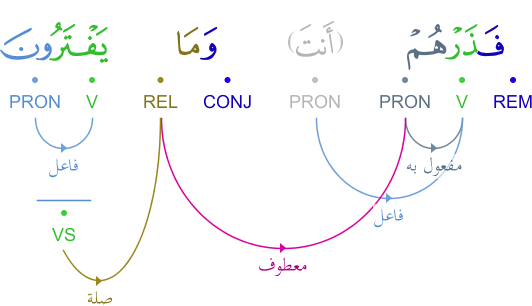 فَذَرْهُمْ (أَنتَ) وَمَا يَفْتَرُونَ
REM V PRON PRON CONJ REL V PRON
مفعول به
فاعل
فاعل
معطوف
VS
صلة